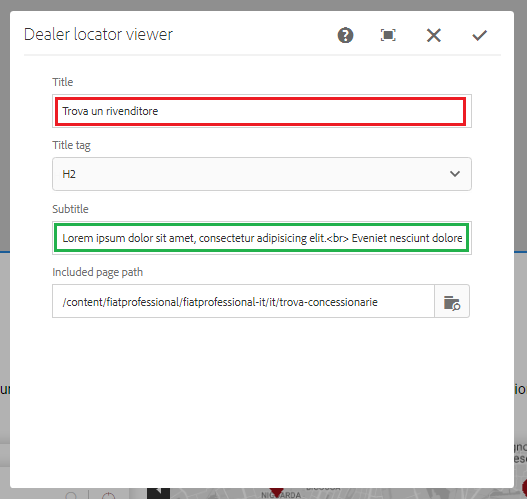 Dealer locator viewer
Title
Trova un rivenditore
Title tag
H2
Subtitle
Lorem ipsum dolor sit amet, consectetur adipisicing elit.<br> Eveniet nesciunt dolore
Included page path
/content/fiatprofessional/fiatprofessional-it/it/trova-concessionarie
NIGUARDA